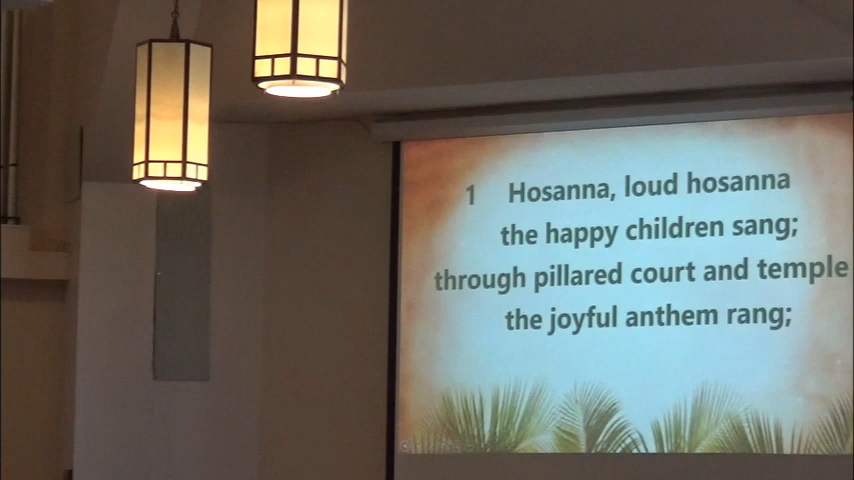 1 Hosanna, loud hosanna
the happy children sang;
through pillared court and temple
the joyful anthem rang;